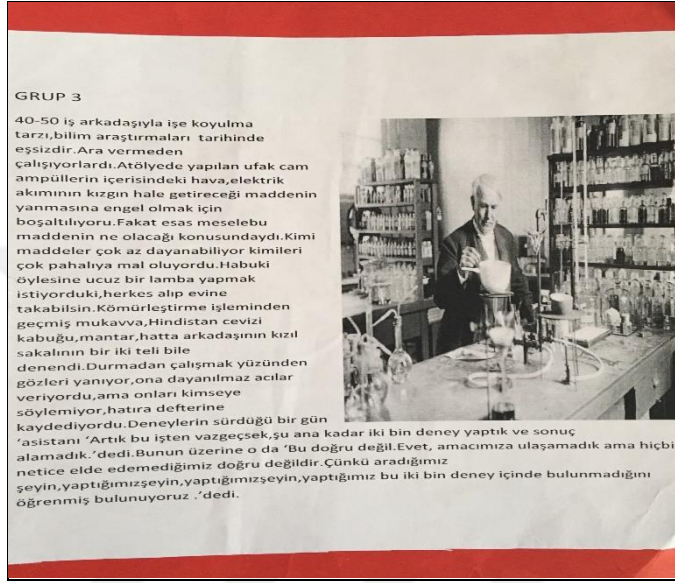 GRUP 3
40-50 iş arkadaşıyla işe koyulma
tarzı,bilim araştırmaları tarihinde
eşsizdir.Ara vermeden
çalışıyorlardı.Atölyede yapılan ufak cam
ampüllerin içerisindeki hava,elektrik
akımının kızgın hale getireceği maddenin
yanmasına engel olmak için
boşaltılıyoru.Fakat esas meselebu
maddenin ne olacağı konusundaydı.Kimi
maddeler çok az dayanabiliyor kimileri
çok pahalıya mal oluyordu.Habuki
öylesine ucuz bir lamba yapmak
istiyorduki,herkes alıp evine
takabilsin.Kömürleştirme işleminden
geçmiş mukavva,Hindistan cevizi
kabuğu,mantar,hatta arkadaşının kızıl
sakalının bir iki teli bile
denendi.Durmadan çalışmak yüzünden
gözleri yanıyor,ona dayanılmaz acılar
veriyordu,ama onları kimseye
söylemiyor,hatıra defterine
kaydediyordu.Deneylerin sürdüğü bir gün
'asistanı 'Artık bu işten vazgeçsek,şu ana kadar iki bin deney yaptık ve sonuç
alamadık.'dedi.Bunun üzerine o da 'Bu doğru değil.Evet, amacımıza ulaşamadık ama hiçbi
netice elde edemediğimiz doğru değildir.Çünkü aradığımız
şeyin,yaptığımızşeyin,yaptığımızşeyin,yaptığımız bu iki bin deney içinde bulunmadığını
öğrenmiş bulunuyoruz .'dedi.